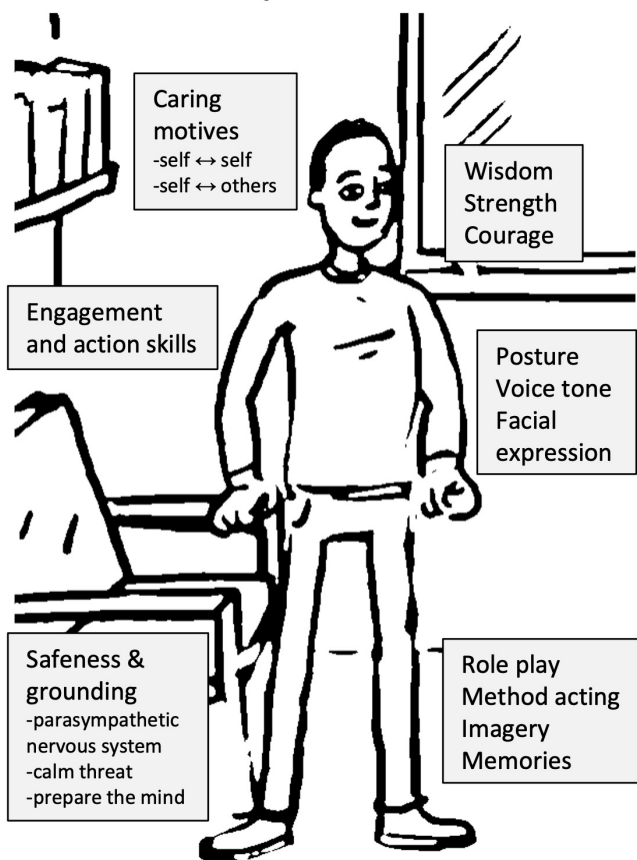 Caring
motives
-self ↔ self
-self ↔ others
Wisdom
Strength
Courage
Engagement
and action skills
Posture
Voice tone
Facial
expression
Safeness &
grounding
-parasympathetic
nervous system
-calm threat
-prepare the mind
Role play
Method acting
Imagery
Memories